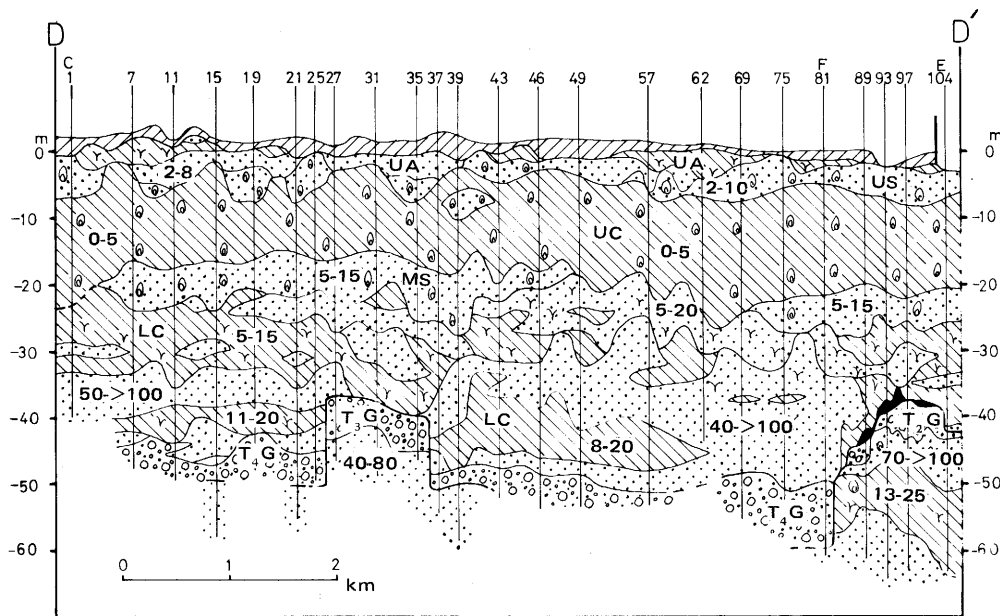 D D′
C F E
1 7 11 15 19 21 25 27 31 35 37 39 43 46 49 57 62 69 75 81 89 93 97 104
m m
0 UA UA 0
2-8 2-10 US
-10 -10
0-5 UC 0-5
5-15 MS
-20 5-20 5-15 -20
LC 5-15
-30 -30
50->100
-40 11-20 T₃G LC 40->100 T₂G -40
T₄G 40-80 8-20 70->100
-50 T₄G 13-25 -50
-60 -60
0 1 2
km